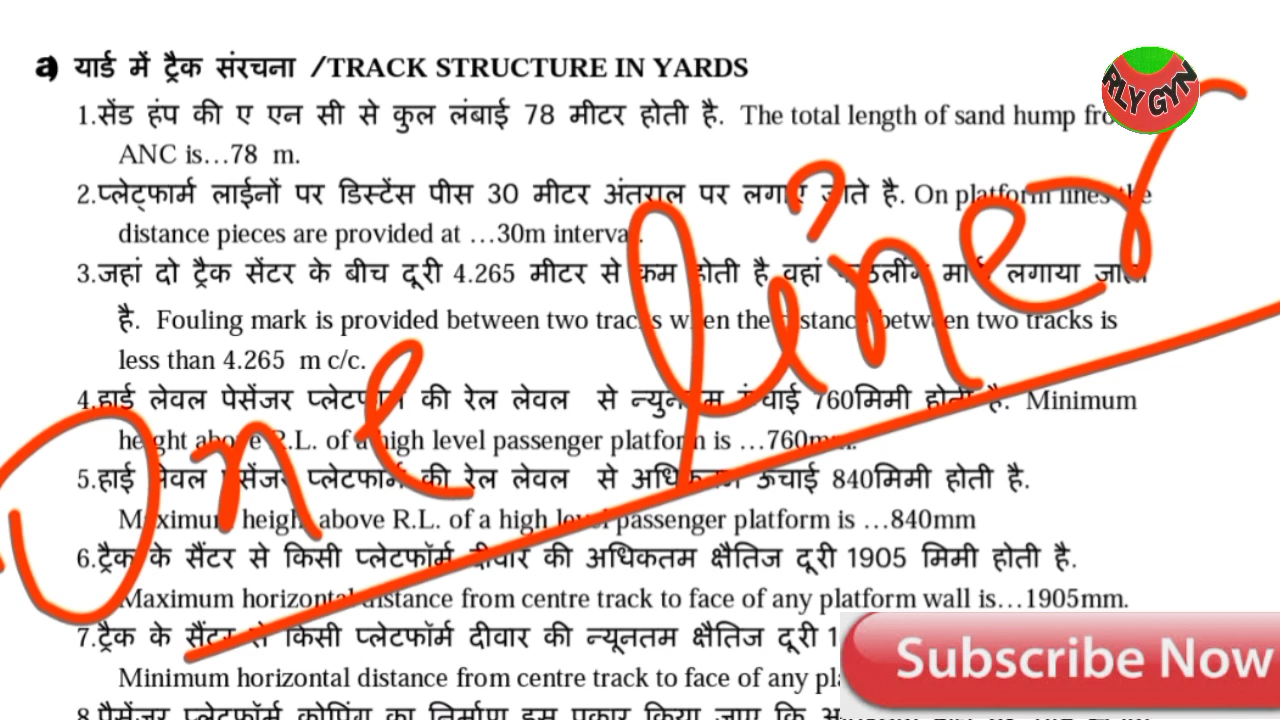 a) यार्ड में ट्रैक संरचना /TRACK STRUCTURE IN YARDS
RLY GYN
1.सेंड हंप की ए एन सी से कुल लंबाई 78 मीटर होती है. The total length of sand hump from
ANC is...78 m.
2.प्लेट्फार्म लाईनों पर डिस्टेंस पीस 30 मीटर अंतराल पर लगाए जाते है. On platform lines the
distance pieces are provided at ...30m interval.
3.जहां दो ट्रैक सेंटर के बीच दूरी 4.265 मीटर से कम होती है वहां लगाया जाता
है. Fouling mark is provided between two tracks when the distance between two tracks is
less than 4.265 m c/c.
4.हाई लेवल पेसेंजर प्लेटफार्म की रेल लेवल से न्युनतम ऊंचाई 760मिमी होती है. Minimum
height above R.L. of a high level passenger platform is ...760mm.
5.हाई लेवल पेसेंजर प्लेटफार्म की रेल लेवल से अधिकतम ऊंचाई 840मिमी होती है.
Maximum height above R.L. of a high level passenger platform is ...840mm
6.ट्रैक के सैंटर से किसी प्लेटफॉर्म दीवार की अधिकतम क्षैतिज दूरी 1905 मिमी होती है.
Maximum horizontal distance from centre track to face of any platform wall is...1905mm.
7.ट्रैक के सैंटर से किसी प्लेटफॉर्म दीवार की न्यूनतम क्षैतिज दूरी
Minimum horizontal distance from centre track to face of any
8.पैसेंजर प्लेटफॉर्म कोपिंग का निर्माण इस प्रकार किया जाए कि
One liner
Subscribe Now